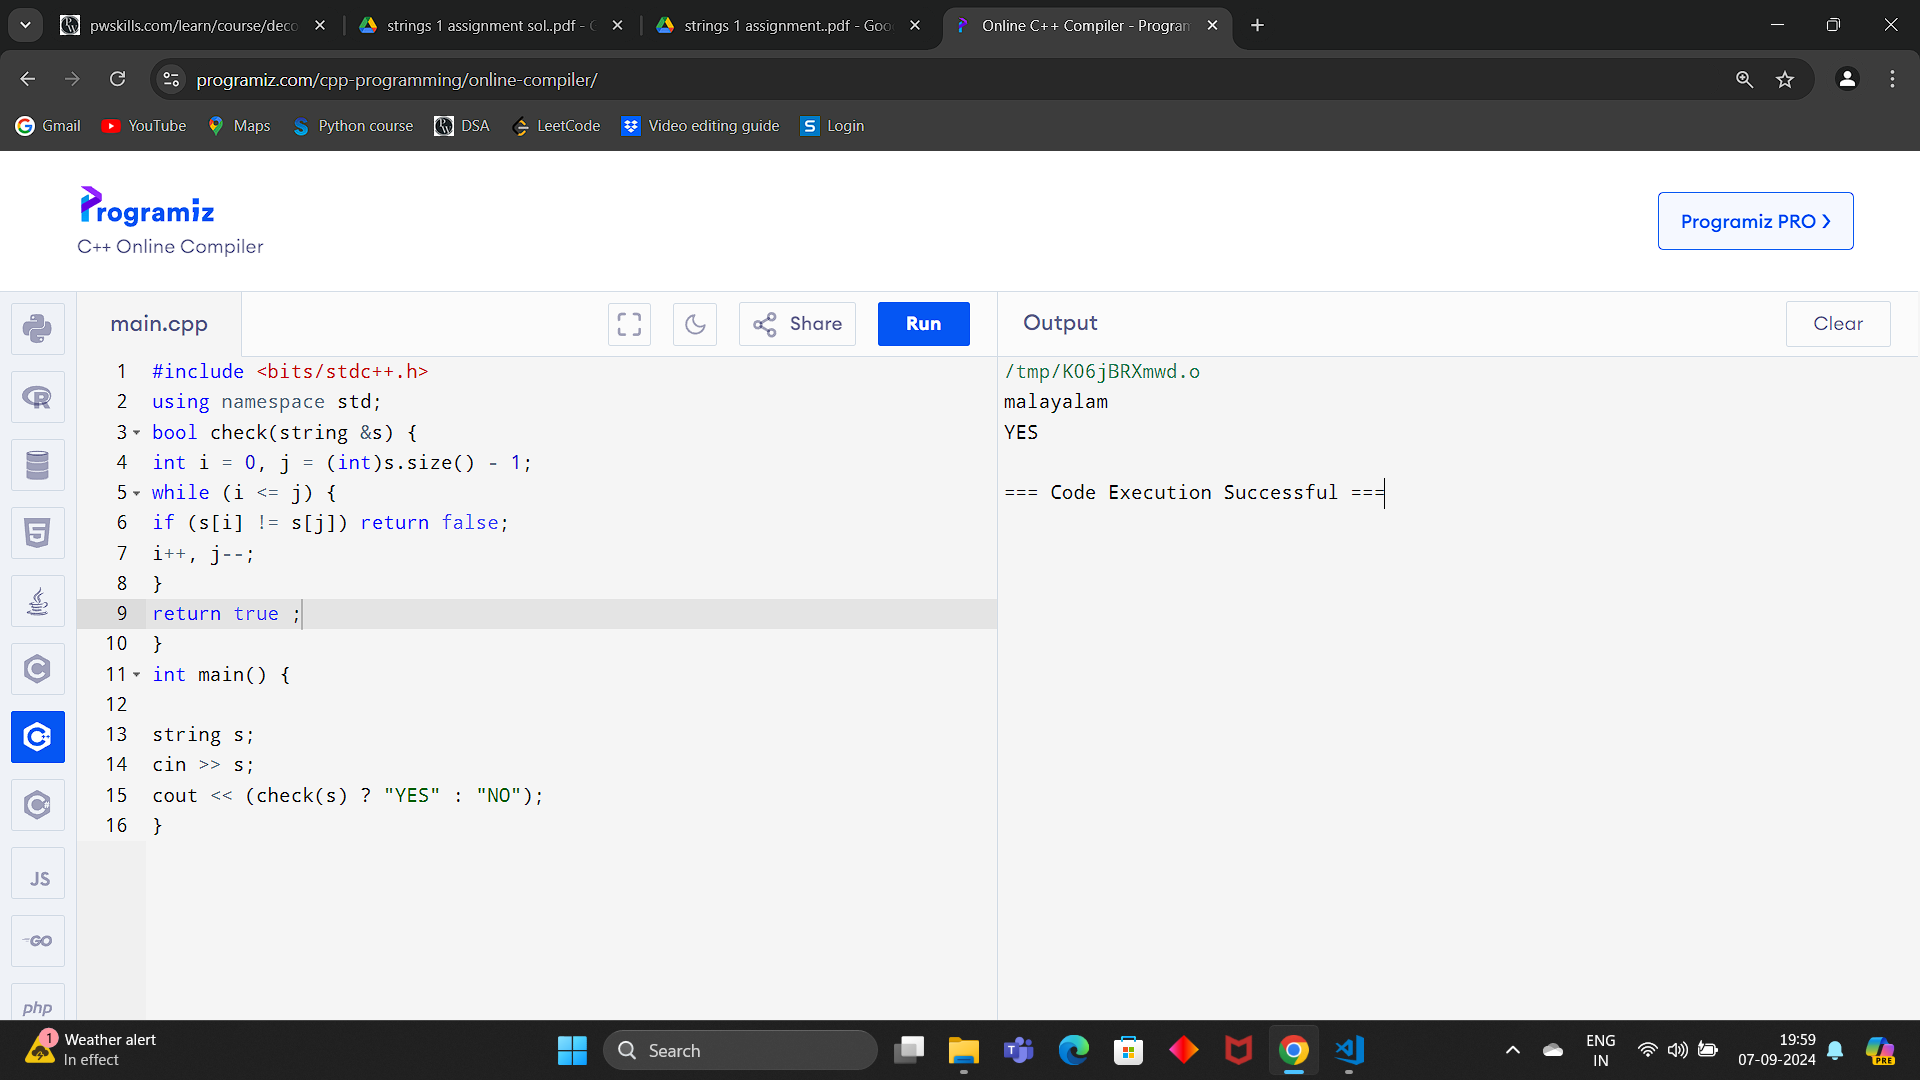 pwskills.com/learn/course/deco
strings 1 assignment sol..pdf - G
strings 1 assignment..pdf - Goo
Online C++ Compiler - Program
programiz.com/cpp-programming/online-compiler/
Gmail
YouTube
Maps
Python course
DSA
LeetCode
Video editing guide
S Login
Programiz
C++ Online Compiler
Programiz PRO
main.cpp
Share
Run
Output
Clear
1 #include <bits/stdc++.h>
2 using namespace std;
3 bool check(string &s) {
4 int i = 0, j = (int)s.size() - 1;
5 while (i <= j) {
6 if (s[i] != s[j]) return false;
7 i++, j--;
8 }
9 return true ;
10 }
11 int main() {
12
13 string s;
14 cin >> s;
15 cout << (check(s) ? "YES" : "NO");
16 }
/tmp/K06jBRXmwd.o
malayalam
YES
=== Code Execution Successful ===
R
5
C
C
C#
JS
GO
php
1
Weather alert
In effect
Search
ENG
IN
19:59
07-09-2024
PRE